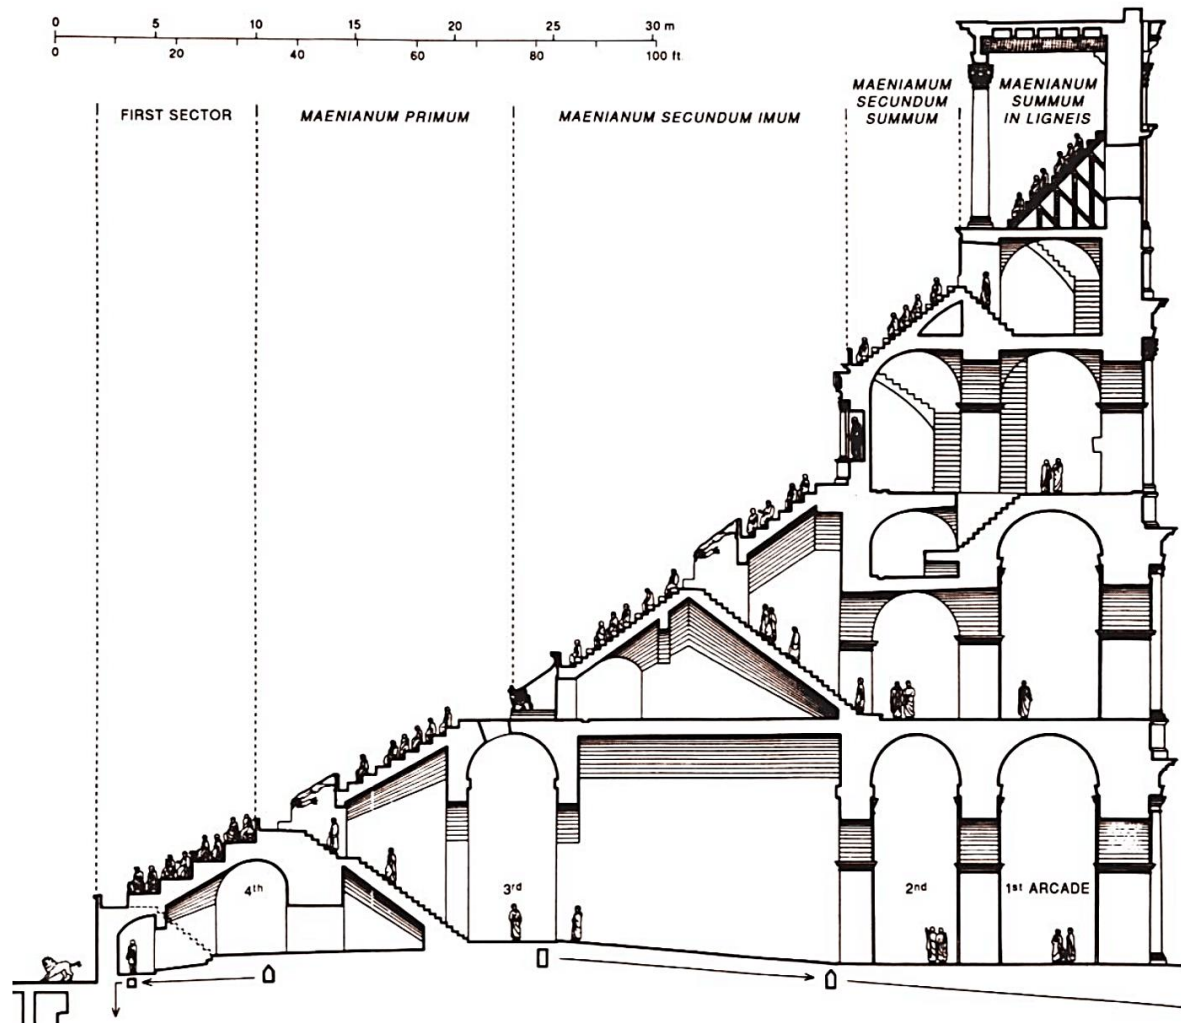 0 5 10 15 20 25 30 m
0 20 40 60 80 100 ft.
FIRST SECTOR
MAENIANUM PRIMUM
MAENIANUM SECUNDUM IMUM
MAENIAMUM
SECUNDUM
SUMMUM
MAENIANUM
SUMMUM
IN LIGNEIS
4th
3rd
2nd
1st ARCADE